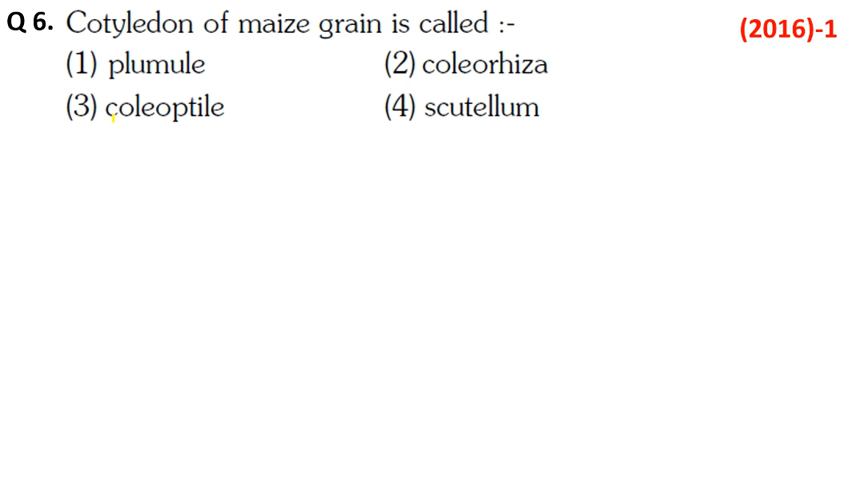 Q 6. Cotyledon of maize grain is called :- (2016)-1
(1) plumule (2) coleorhiza
(3) coleoptile (4) scutellum